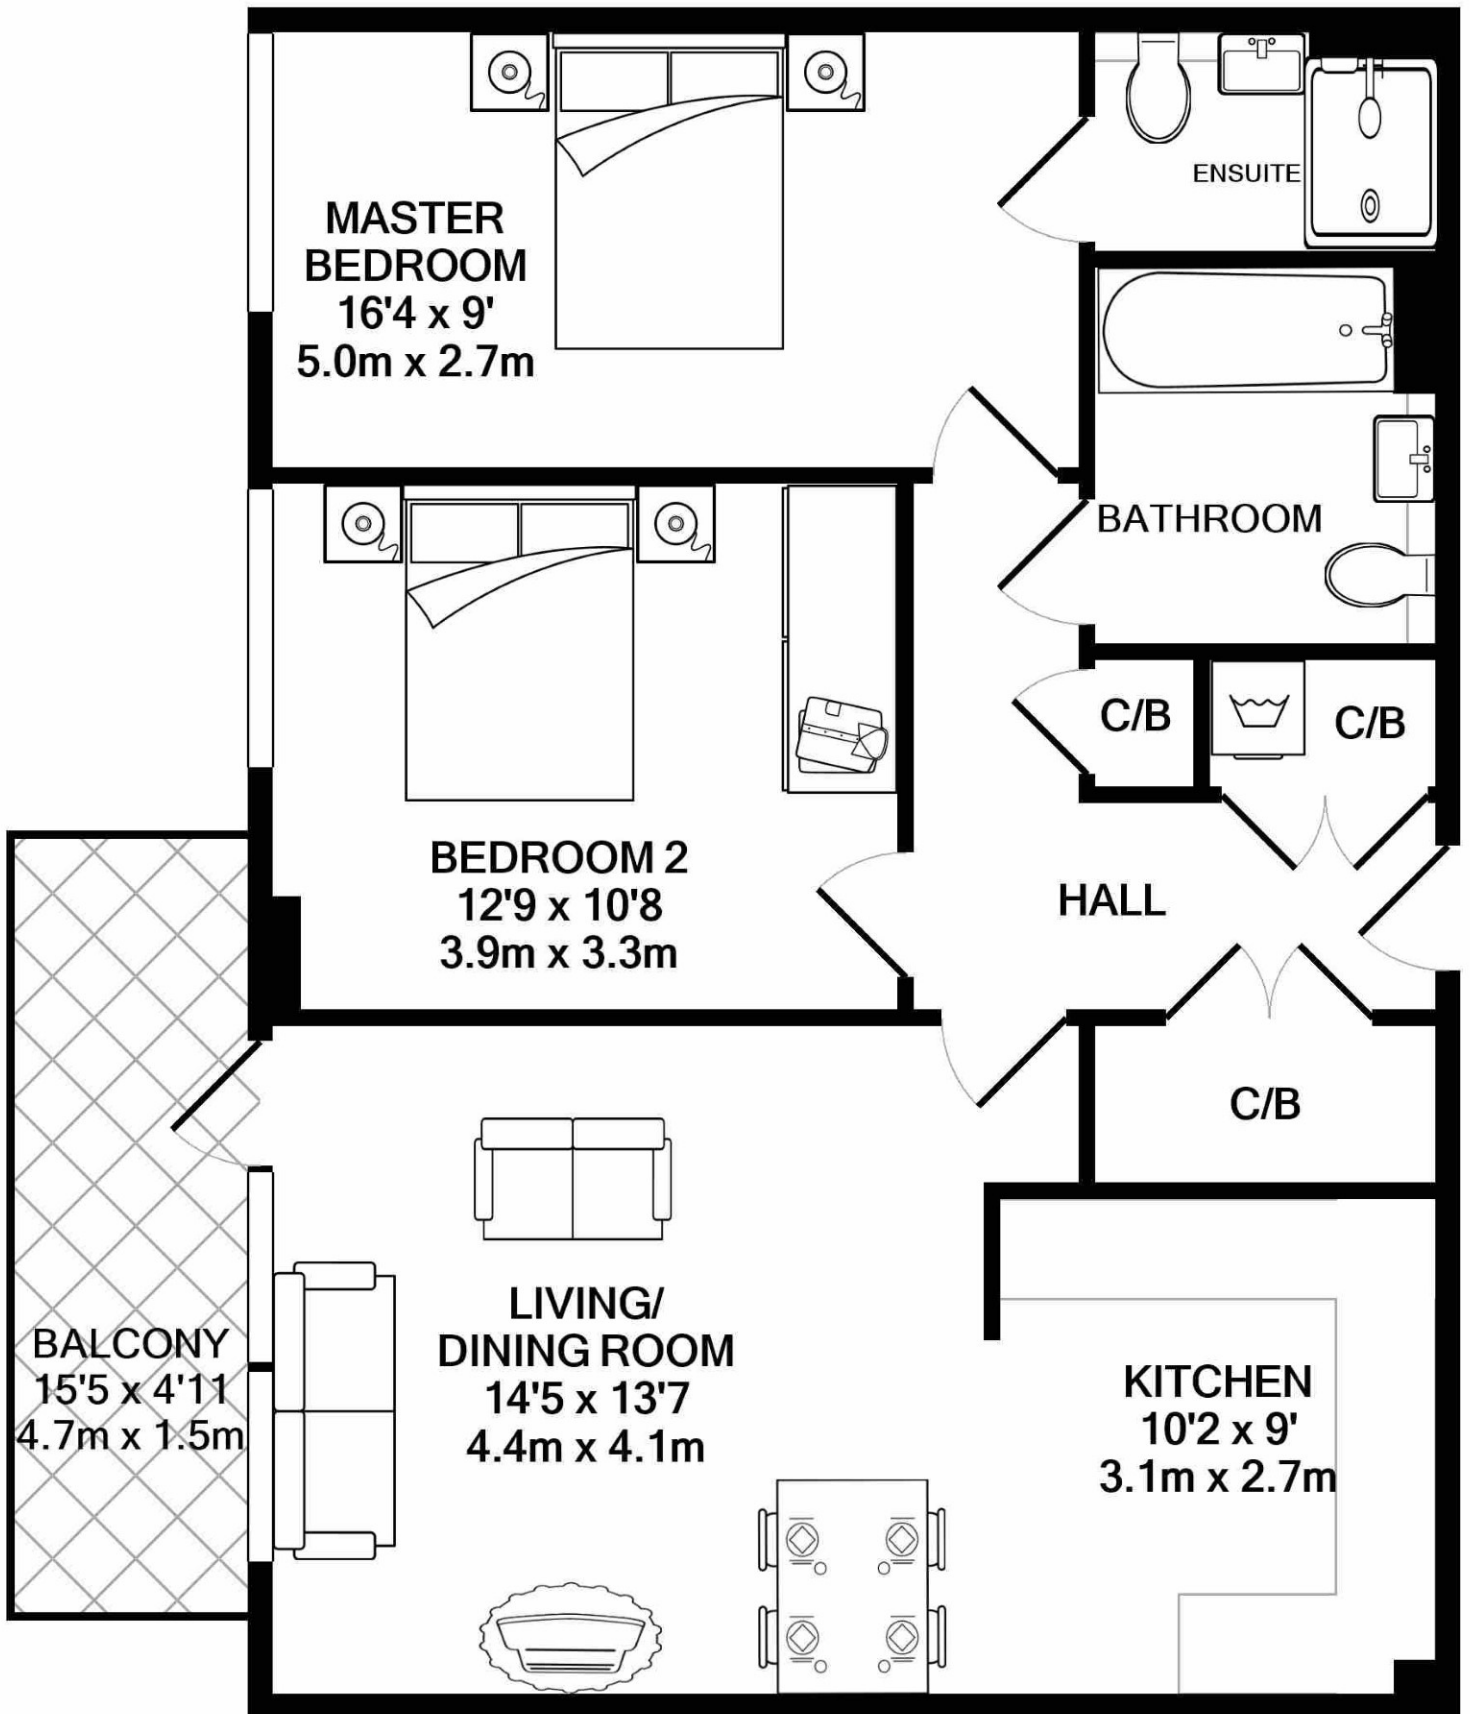 ENSUITE
MASTER
BEDROOM
16'4 x 9'
5.0m x 2.7m
BATHROOM
C/B
C/B
BEDROOM 2
12'9 x 10'8
3.9m x 3.3m
HALL
C/B
LIVING/
DINING ROOM
14'5 x 13'7
4.4m x 4.1m
BALCONY
15'5 x 4'11
4.7m x 1.5m
KITCHEN
10'2 x 9'
3.1m x 2.7m